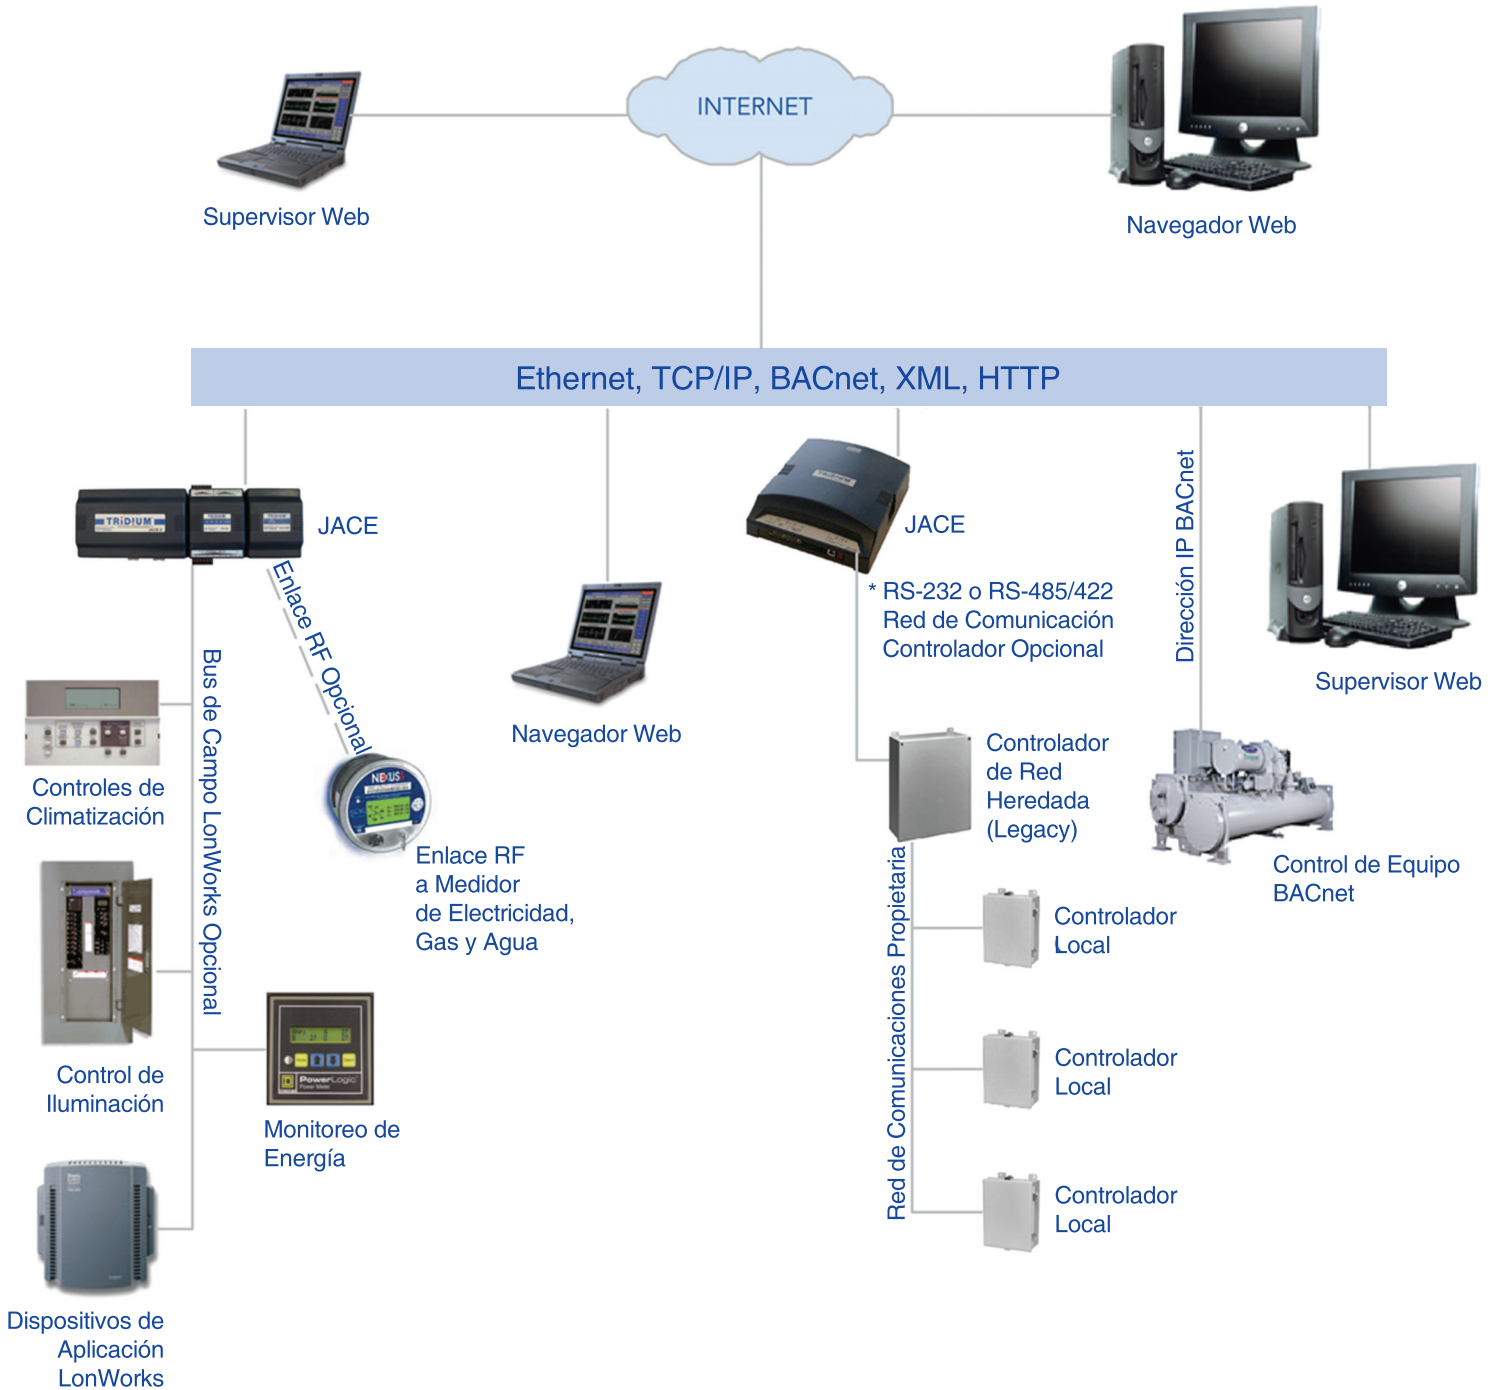 INTERNET
Supervisor Web
Navegador Web
Ethernet, TCP/IP, BACnet, XML, HTTP
TRIDIUM
TRIDIUM
JACE
TRIDIUM
JACE
* RS-232 o RS-485/422
Red de Comunicación
Controlador Opcional
Dirección IP BACnet
Supervisor Web
Enlace RF Opcional
Bus de Campo LonWorks Opcional
Navegador Web
Controles de
Climatización
NEXUS
Enlace RF
a Medidor
de Electricidad,
Gas y Agua
Controlador
de Red
Heredada
(Legacy)
Control de Equipo
BACnet
Red de Comunicaciones Propietaria
Controlador
Local
Controlador
Local
Controlador
Local
Control de
Iluminación
PowerLogic
Power Meter
Monitoreo de
Energía
Dispositivos de
Aplicación
LonWorks